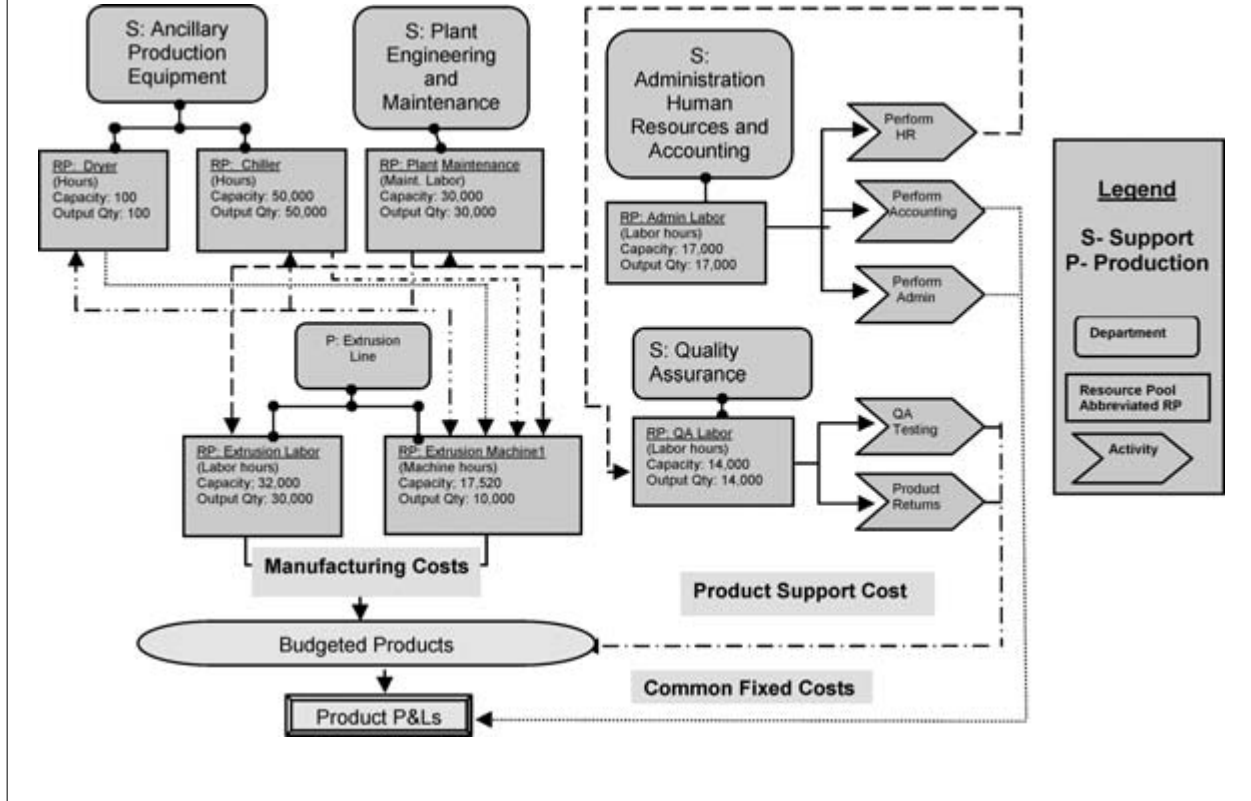 S: Ancillary
Production
Equipment
S: Plant
Engineering
and
Maintenance
S:
Administration
Human
Resources and
Accounting
Perform
HR
Perform
Accounting
Perform
Admin
RP: Dryer
(Hours)
Capacity: 100
Output Qty: 100
RP: Chiller
(Hours)
Capacity: 50,000
Output Qty: 50,000
RP: Plant Maintenance
(Maint. Labor)
Capacity: 30,000
Output Qty: 30,000
RP: Admin Labor
(Labor hours)
Capacity: 17,000
Output Qty: 17,000
Legend
S- Support
P- Production
Department
Resource Pool
Abbreviated RP
Activity
P: Extrusion
Line
S: Quality
Assurance
RP: Extrusion Labor
(Labor hours)
Capacity: 32,000
Output Qty: 30,000
RP: Extrusion Machine1
(Machine hours)
Capacity: 17,520
Output Qty: 10,000
RP: QA Labor
(Labor hours)
Capacity: 14,000
Output Qty: 14,000
QA
Testing
Product
Returns
Manufacturing Costs
Product Support Cost
Budgeted Products
Common Fixed Costs
Product P&Ls